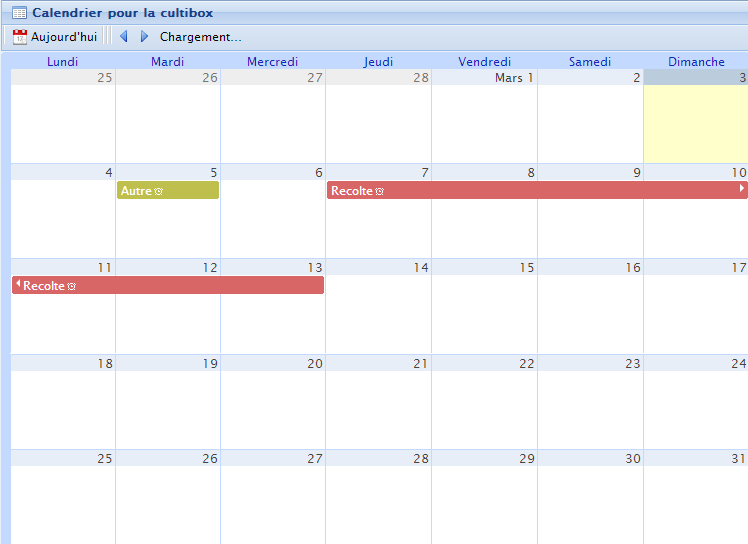 Calendrier pour la cultibox
Aujourd'hui Chargement...
Lundi Mardi Mercredi Jeudi Vendredi Samedi Dimanche
25 26 27 28 Mars 1 2 3
4 5 6 7 8 9 10
Autre Recolte
11 12 13 14 15 16 17
Recolte
18 19 20 21 22 23 24
25 26 27 28 29 30 31